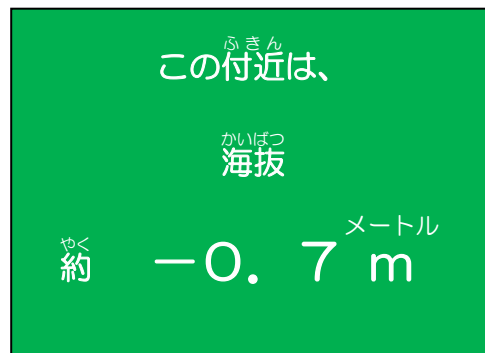 ふきん
この付近は、
かいばつ
海抜
メートル
やく
約 －０．７ｍ